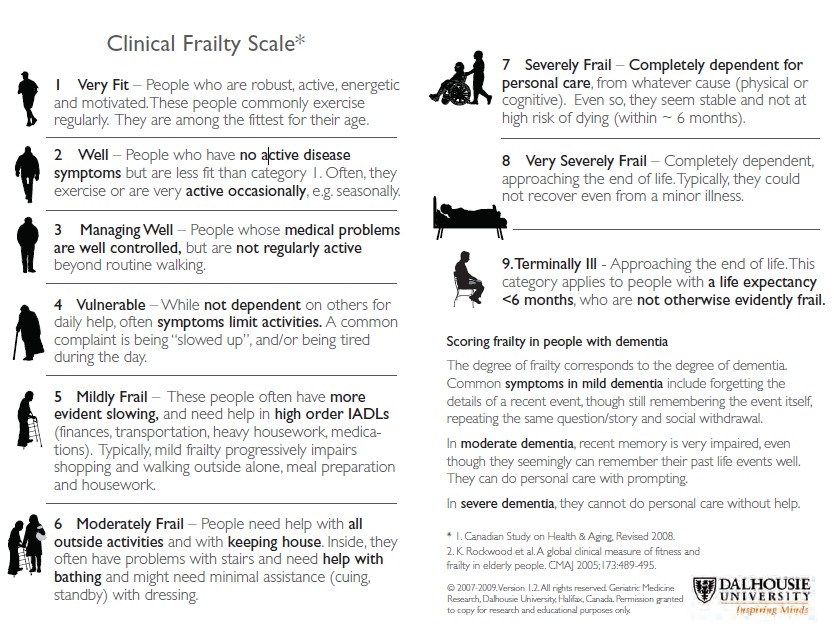 Clinical Frailty Scale*
1 Very Fit – People who are robust, active, energetic
and motivated. These people commonly exercise
regularly. They are among the fittest for their age.
2 Well – People who have no active disease
symptoms but are less fit than category 1. Often, they
exercise or are very active occasionally, e.g. seasonally.
3 Managing Well – People whose medical problems
are well controlled, but are not regularly active
beyond routine walking.
4 Vulnerable – While not dependent on others for
daily help, often symptoms limit activities. A common
complaint is being “slowed up”, and/or being tired
during the day.
5 Mildly Frail – These people often have more
evident slowing, and need help in high order IADLs
(finances, transportation, heavy housework, medica-
tions). Typically, mild frailty progressively impairs
shopping and walking outside alone, meal preparation
and housework.
6 Moderately Frail – People need help with all
outside activities and with keeping house. Inside, they
often have problems with stairs and need help with
bathing and might need minimal assistance (cuing,
standby) with dressing.
7 Severely Frail – Completely dependent for
personal care, from whatever cause (physical or
cognitive). Even so, they seem stable and not at
high risk of dying (within ~ 6 months).
8 Very Severely Frail – Completely dependent,
approaching the end of life. Typically, they could
not recover even from a minor illness.
9. Terminally Ill - Approaching the end of life. This
category applies to people with a life expectancy
<6 months, who are not otherwise evidently frail.
Scoring frailty in people with dementia
The degree of frailty corresponds to the degree of dementia.
Common symptoms in mild dementia include forgetting the
details of a recent event, though still remembering the event itself,
repeating the same question/story and social withdrawal.
In moderate dementia, recent memory is very impaired, even
though they seemingly can remember their past life events well.
They can do personal care with prompting.
In severe dementia, they cannot do personal care without help.
* 1. Canadian Study on Health & Aging, Revised 2008.
2. K. Rockwood et al. A global clinical measure of fitness and
frailty in elderly people. CMAJ 2005;173:489-495.
© 2007-2009. Version 1.2. All rights reserved. Geriatric Medicine
Research, Dalhousie University, Halifax, Canada. Permission granted
to copy for research and educational purposes only.
DALHOUSIE
UNIVERSITY
Inspiring Minds